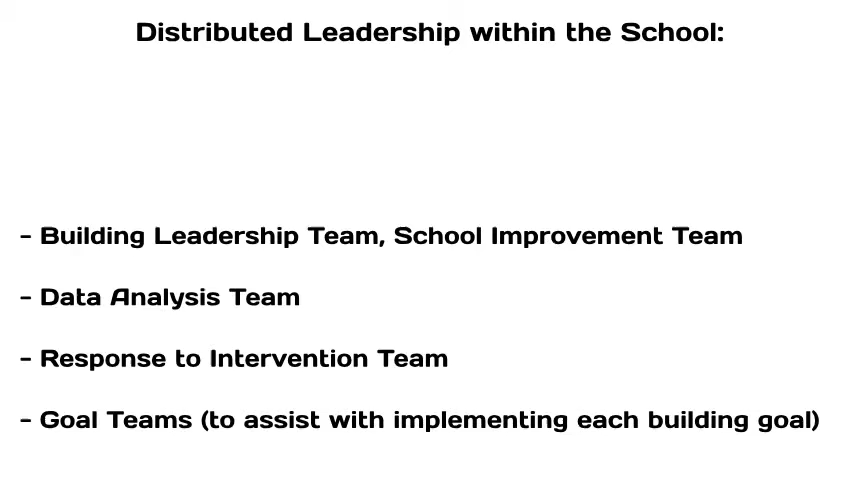 Distributed Leadership within the School:
- Building Leadership Team, School Improvement Team
- Data Analysis Team
- Response to Intervention Team
- Goal Teams (to assist with implementing each building goal)